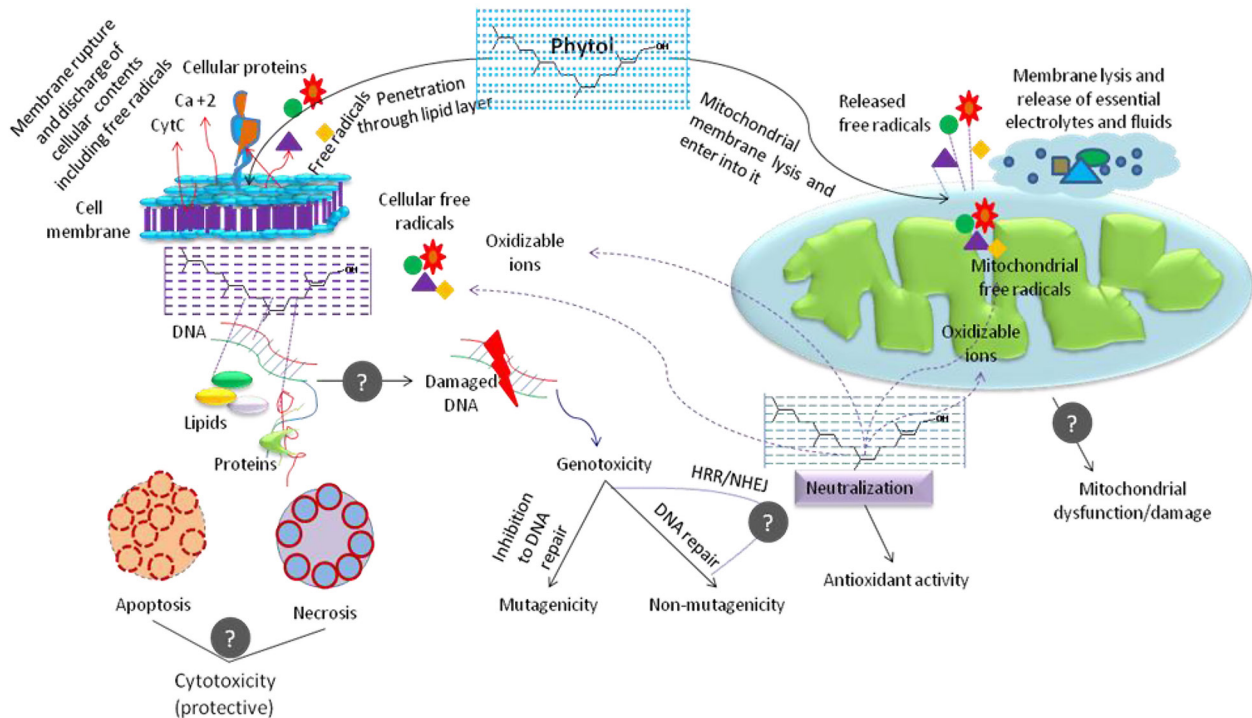 Phytol
OH
Membrane rupture
and discharge of
cellular contents
including free radicals
Cellular proteins
Ca +2
CytC
Free radicals
Penetration
through lipid layer
Cell
membrane
Mitochondrial
membrane lysis and
enter into it
Released
free radicals
Membrane lysis and
release of essential
electrolytes and fluids
Cellular free
radicals
Oxidizable
ions
Mitochondrial
free radicals
Oxidizable
ions
OH
DNA
Lipids
Proteins
?
Damaged
DNA
OH
Neutralization
Antioxidant activity
?
Mitochondrial
dysfunction/damage
Genotoxicity
HRR/NHEJ
?
Inhibition
to DNA
repair
DNA repair
Mutagenicity
Non-mutagenicity
Apoptosis
Necrosis
?
Cytotoxicity
(protective)